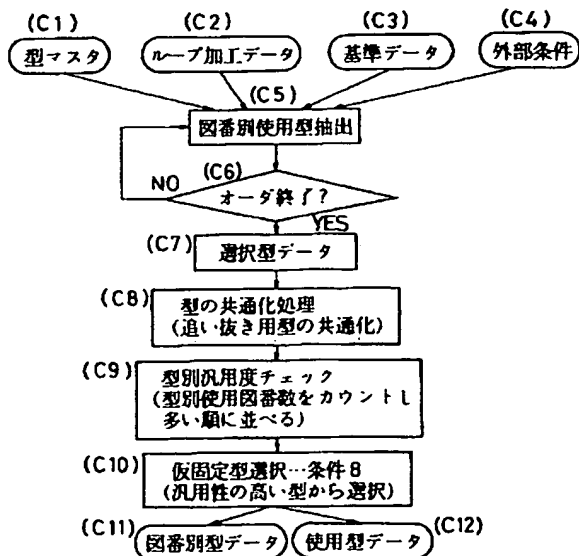 (C1)
(C2)
(C3)
(C4)
型マスタ
ループ加工データ
基準データ
外部条件
(C5)
図番別使用型抽出
(C6)
NO
オーダ終了?
YES
(C7)
選択型データ
(C8)
型の共通化処理
(追い抜き用型の共通化)
(C9)
型別汎用度チェック
(型別使用図番数をカウントし
多い順に並べる)
(C10)
仮固定型選択…条件8
(汎用性の高い型から選択)
(C11)
図番別型データ
使用型データ
(C12)